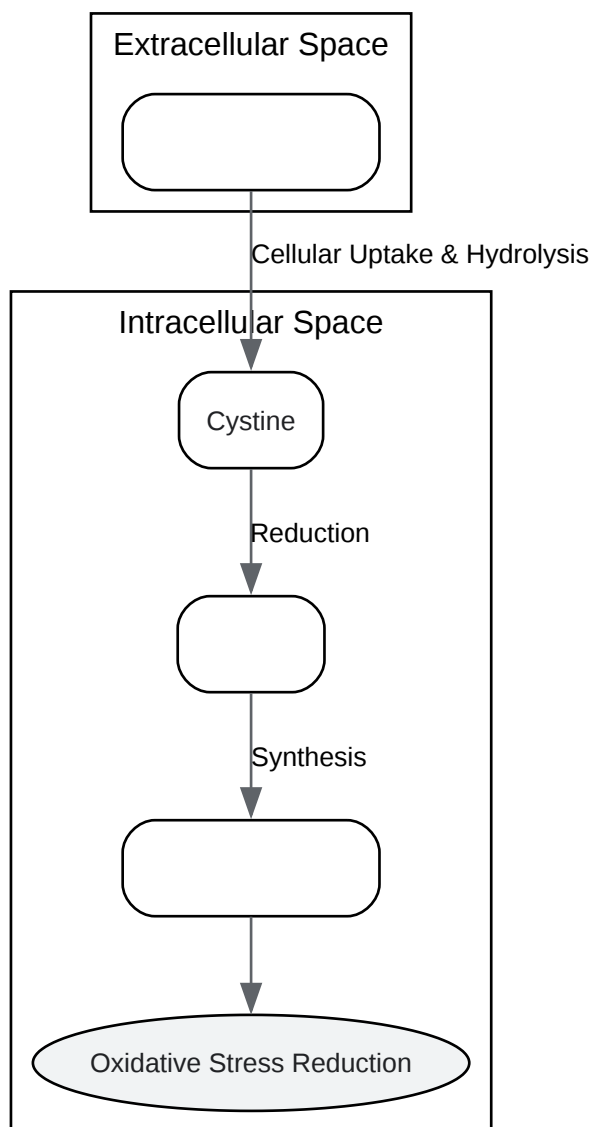 Extracellular Space
Cellular Uptake & Hydrolysis
Intracellular Space
Cystine
Reduction
Synthesis
Oxidative Stress Reduction